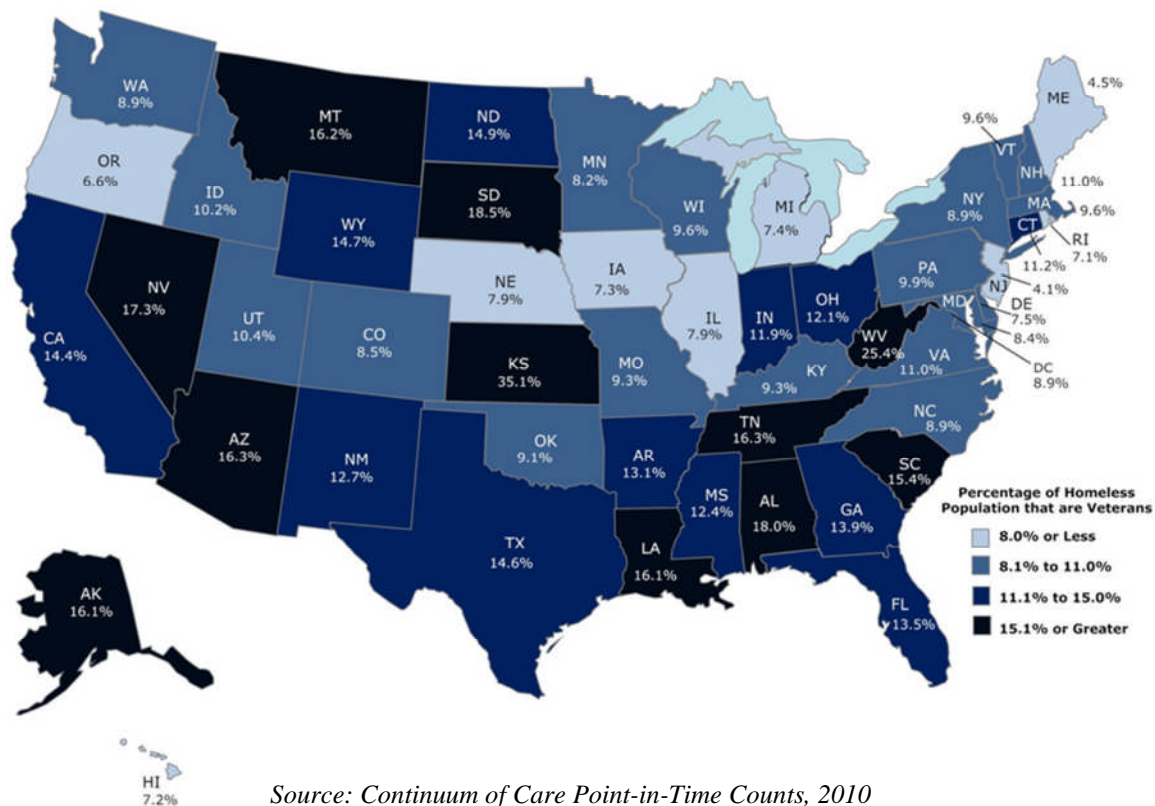 WA
8.9%
MT
16.2%
ND
14.9%
MN
8.2%
ME
4.5%
9.6%
VT
NH
11.0%
OR
6.6%
ID
10.2%
WY
14.7%
SD
18.5%
WI
9.6%
MI
7.4%
NY
8.9%
MA
9.6%
CT
11.2%
RI
7.1%
NV
17.3%
UT
10.4%
CO
8.5%
NE
7.9%
IA
7.3%
IL
7.9%
IN
11.9%
OH
12.1%
PA
9.9%
NJ
4.1%
MD
DE
7.5%
8.4%
DC
8.9%
CA
14.4%
KS
35.1%
MO
9.3%
KY
9.3%
WV
25.4%
VA
11.0%
AZ
16.3%
NM
12.7%
OK
9.1%
AR
13.1%
TN
16.3%
NC
8.9%
SC
15.4%
TX
14.6%
LA
16.1%
MS
12.4%
AL
18.0%
GA
13.9%
FL
13.5%
AK
16.1%
HI
7.2%
Percentage of Homeless
Population that are Veterans
8.0% or Less
8.1% to 11.0%
11.1% to 15.0%
15.1% or Greater
Source: Continuum of Care Point-in-Time Counts, 2010